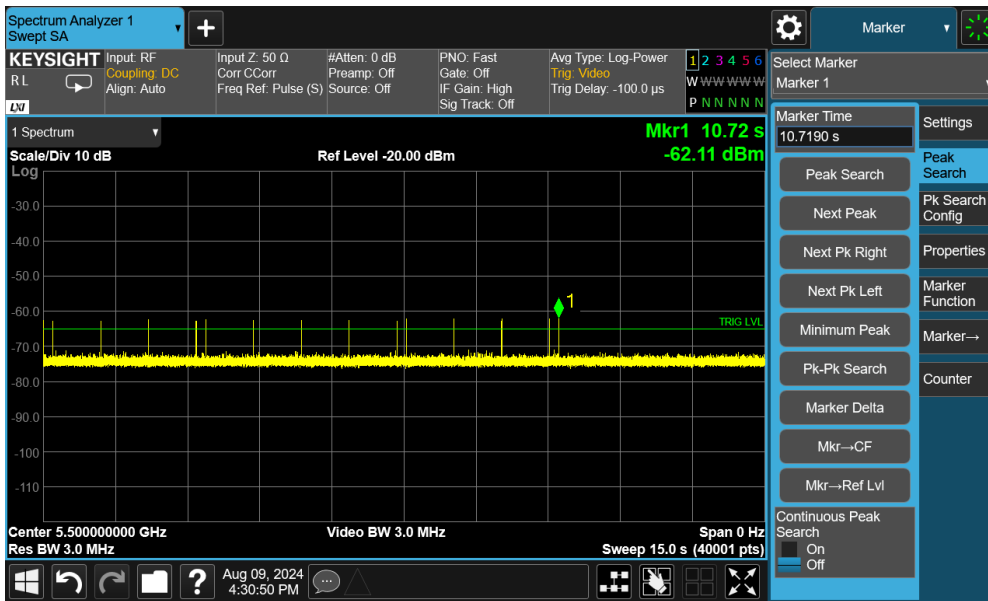 Spectrum Analyzer 1
Swept SA
Marker
KEYSIGHT
R L
LXI
Input: RF
Coupling: DC
Align: Auto
Input Z: 50 Ω
Corr CCorr
Freq Ref: Pulse (S)
#Atten: 0 dB
Preamp: Off
Source: Off
PNO: Fast
Gate: Off
IF Gain: High
Sig Track: Off
Avg Type: Log-Power
Trig: Video
Trig Delay: -100.0 µs
1 2 3 4 5 6
W W W W W W
P N N N N N
Select Marker
Marker 1
1 Spectrum
Mkr1 10.72 s
Scale/Div 10 dB
Ref Level -20.00 dBm
-62.11 dBm
Log
-30.0
-40.0
-50.0
-60.0
-70.0
-80.0
-90.0
-100
-110
1
TRIG LVL
Center 5.500000000 GHz
Video BW 3.0 MHz
Span 0 Hz
Res BW 3.0 MHz
Sweep 15.0 s (40001 pts)
Marker Time
10.7190 s
Peak Search
Next Peak
Next Pk Right
Next Pk Left
Minimum Peak
Pk-Pk Search
Marker Delta
Mkr→CF
Mkr→Ref Lvl
Continuous Peak
Search
On
Off
Settings
Peak
Search
Pk Search
Config
Properties
Marker
Function
Marker→
Counter
?
Aug 09, 2024
4:30:50 PM